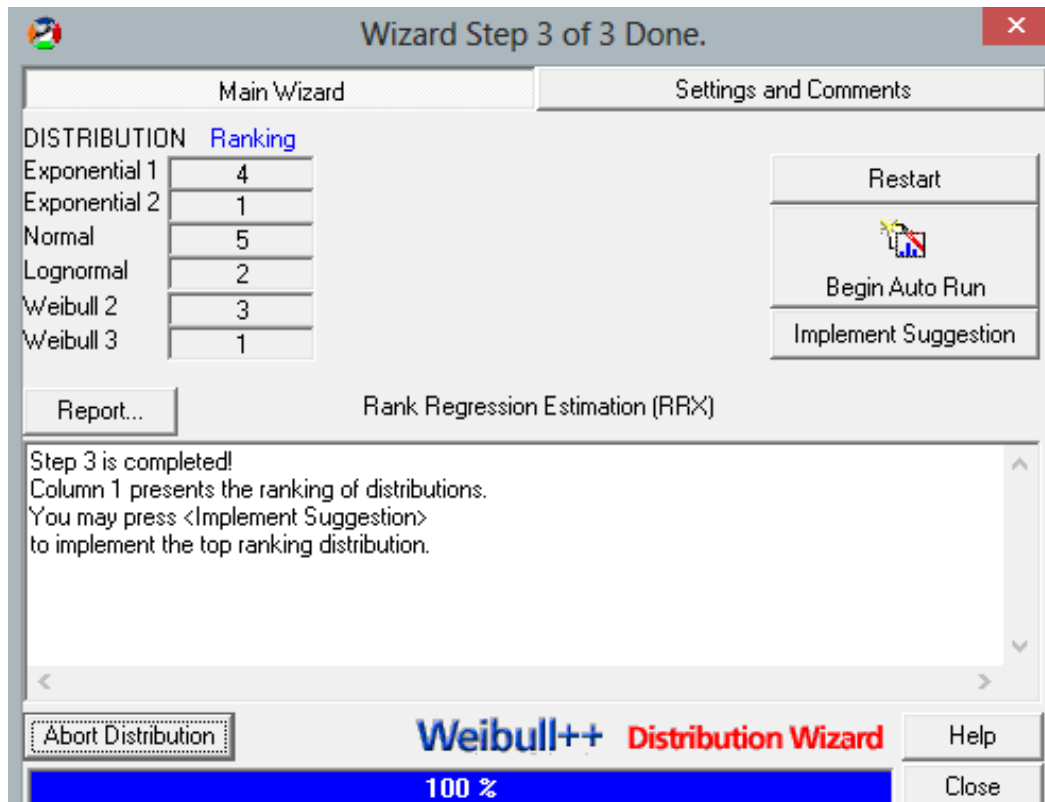 Wizard Step 3 of 3 Done.
Main Wizard
Settings and Comments
DISTRIBUTION Ranking
Exponential 1 4
Exponential 2 1
Normal 5
Lognormal 2
Weibull 2 3
Weibull 3 1
Restart
Begin Auto Run
Implement Suggestion
Report...
Rank Regression Estimation (RRX)
Step 3 is completed!
Column 1 presents the ranking of distributions.
You may press <Implement Suggestion>
to implement the top ranking distribution.
Abort Distribution
Weibull++ Distribution Wizard
Help
100 %
Close